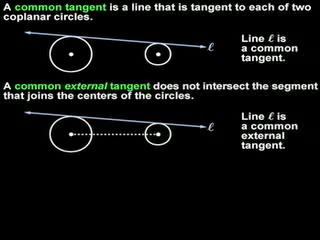 A common tangent is a line that is tangent to each of two
coplanar circles.
ℓ
Line ℓ is
a common
tangent.
A common external tangent does not intersect the segment
that joins the centers of the circles.
ℓ
Line ℓ is
a common
external
tangent.